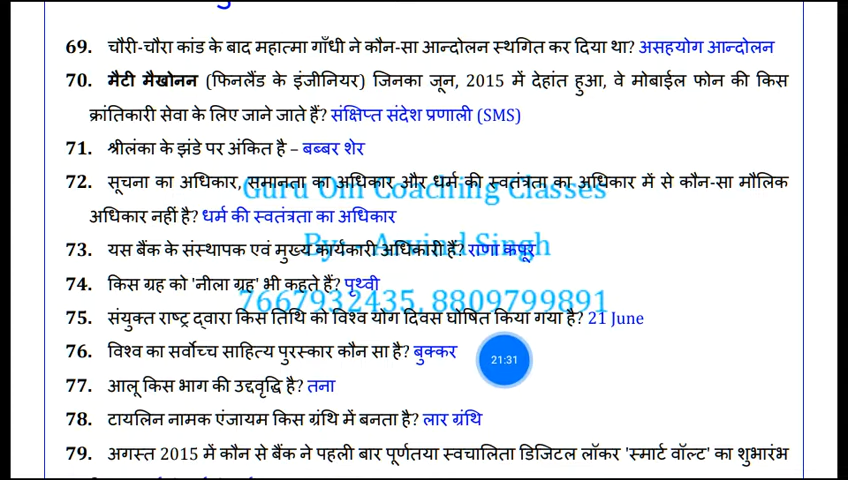 69. चौरी-चौरा कांड के बाद महात्मा गाँधी ने कौन-सा आन्दोलन स्थगित कर दिया था? असहयोग आन्दोलन
70. मैटी मैखोनन (फिनलैंड के इंजीनियर) जिनका जून, 2015 में देहांत हुआ, वे मोबाईल फोन की किस
क्रांतिकारी सेवा के लिए जाने जाते हैं? संक्षिप्त संदेश प्रणाली (SMS)
71. श्रीलंका के झंडे पर अंकित है – बब्बर शेर
72. सूचना का अधिकार, समानता का अधिकार और धर्म की स्वतंत्रता का अधिकार में से कौन-सा मौलिक
Guru Om Coaching Classes
अधिकार नहीं है? धर्म की स्वतंत्रता का अधिकार
73. यस बैंक के संस्थापक एवं मुख्य कार्यकारी अधिकारी हैं? राणा कपूर
By:- Arvind Singh
74. किस ग्रह को 'नीला ग्रह' भी कहते हैं? पृथ्वी
7667932435, 8809799891
75. संयुक्त राष्ट्र द्वारा किस तिथि को विश्व योग दिवस घोषित किया गया है? 21 June
76. विश्व का सर्वोच्च साहित्य पुरस्कार कौन सा है? बुक्कर
21:31
77. आलू किस भाग की उद्दवृद्धि है? तना
78. टायलिन नामक एंजायम किस ग्रंथि में बनता है? लार ग्रंथि
79. अगस्त 2015 में कौन से बैंक ने पहली बार पूर्णतया स्वचालिता डिजिटल लॉकर 'स्मार्ट वॉल्ट' का शुभारंभ